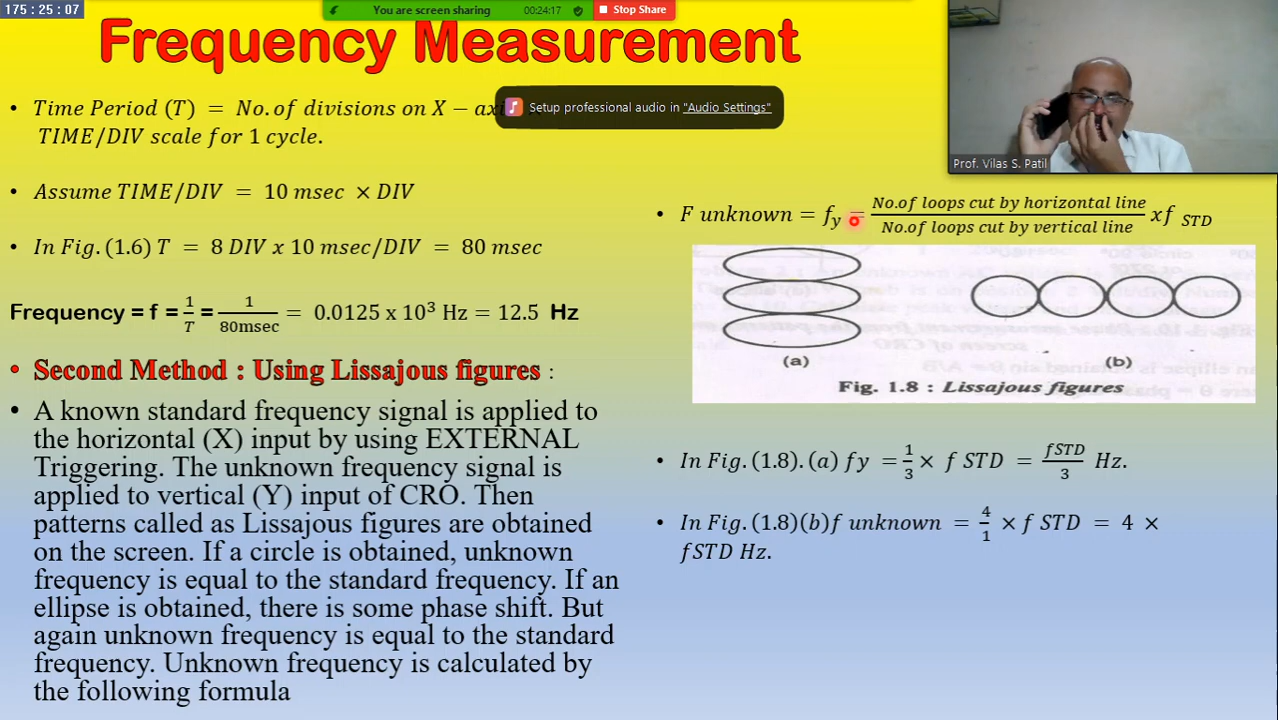 175:25:07
You are screen sharing
00:24:17
Stop Share
Frequency Measurement
Setup professional audio in "Audio Settings"
Prof. Vilas S. Patil
• Time Period (T) = No. of divisions on X − axis
TIME/DIV scale for 1 cycle.
• Assume TIME/DIV = 10 msec × DIV
• In Fig. (1.6) T = 8 DIV x 10 msec/DIV = 80 msec
Frequency = f = 1/T = 1/80msec = 0.0125 x 10³ Hz = 12.5 Hz
• Second Method : Using Lissajous figures :
• A known standard frequency signal is applied to
the horizontal (X) input by using EXTERNAL
Triggering. The unknown frequency signal is
applied to vertical (Y) input of CRO. Then
patterns called as Lissajous figures are obtained
on the screen. If a circle is obtained, unknown
frequency is equal to the standard frequency. If an
ellipse is obtained, there is some phase shift. But
again unknown frequency is equal to the standard
frequency. Unknown frequency is calculated by
the following formula
• F unknown = fy = No.of loops cut by horizontal line / No.of loops cut by vertical line xf STD
(a) (b)
Fig. 1.8 : Lissajous figures
• In Fig. (1.8). (a) fy = 1/3 × f STD = fSTD/3 Hz.
• In Fig. (1.8)(b)f unknown = 4/1 × f STD = 4 ×
fSTD Hz.